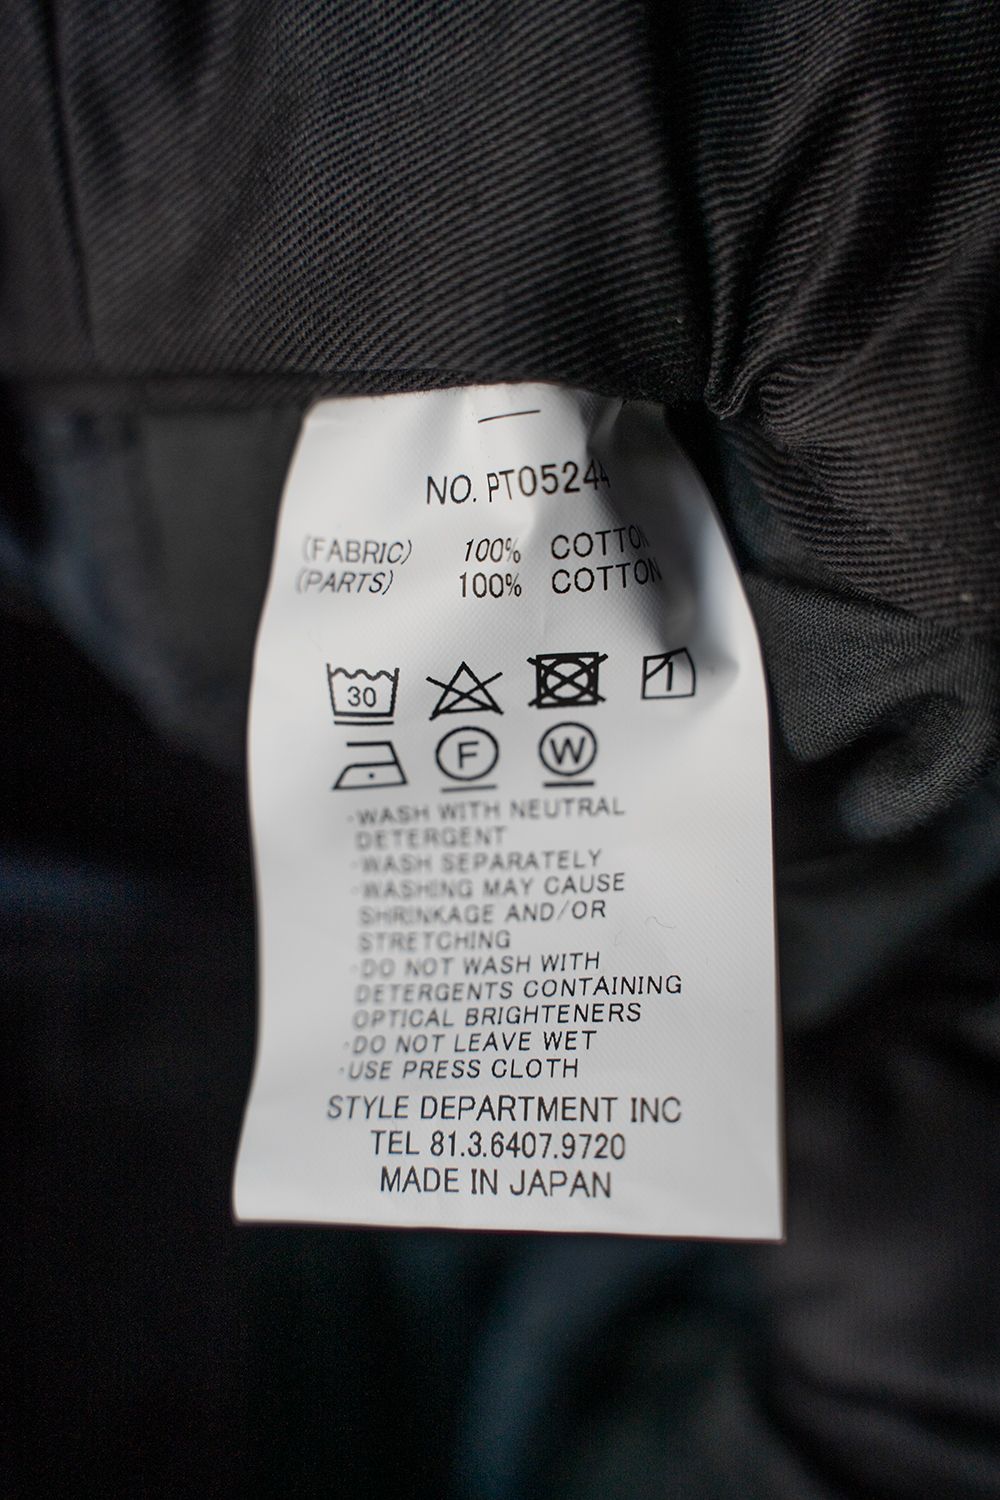 NO. PT05244
(FABRIC) 100% COTTON
(PARTS) 100% COTTON
30
F W
·WASH WITH NEUTRAL
DETERGENT
·WASH SEPARATELY
·WASHING MAY CAUSE
SHRINKAGE AND/OR
STRETCHING
·DO NOT WASH WITH
DETERGENTS CONTAINING
OPTICAL BRIGHTENERS
·DO NOT LEAVE WET
·USE PRESS CLOTH
STYLE DEPARTMENT INC
TEL 81.3.6407.9720
MADE IN JAPAN